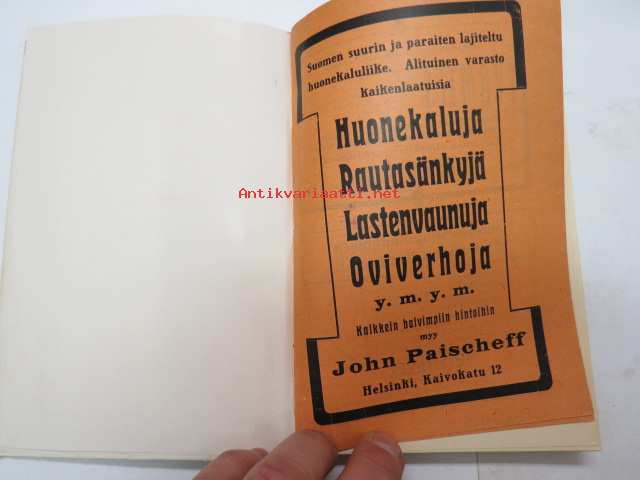 Suomen suurin ja paraiten lajiteltu
huonekaluliike. Alituinen varasto
kaikenlaatuisia
Huonekaluja
Rautasänkyjä
Antikvariaatti.net
Lastenvaunuja
Oviverhoja
y. m. y. m.
Kaikkein halvimpiin hintoihin
myy
John Paischeff
Helsinki, Kaivokatu 12